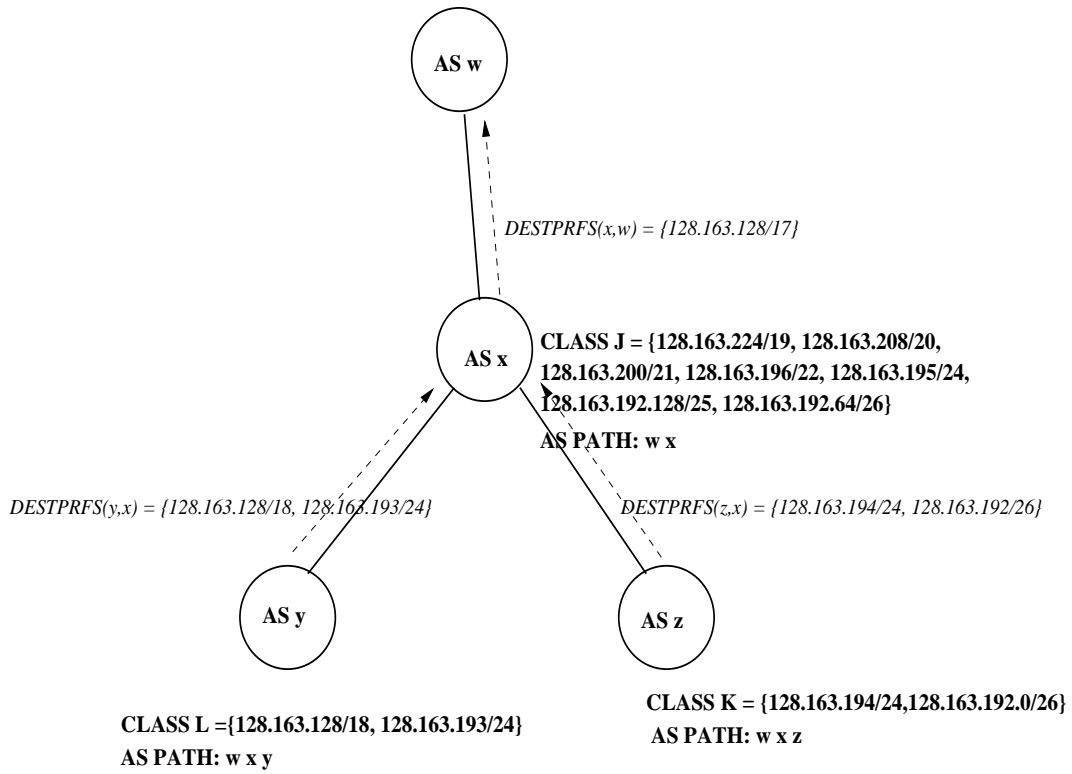 AS w
DESTPRFS(x,w) = {128.163.128/17}
AS x
CLASS J = {128.163.224/19, 128.163.208/20,
128.163.200/21, 128.163.196/22, 128.163.195/24,
128.163.192.128/25, 128.163.192.64/26}
AS PATH: w x
DESTPRFS(y,x) = {128.163.128/18, 128.163.193/24}
DESTPRFS(z,x) = {128.163.194/24, 128.163.192/26}
AS y
AS z
CLASS L ={128.163.128/18, 128.163.193/24}
AS PATH: w x y
CLASS K = {128.163.194/24,128.163.192.0/26}
AS PATH: w x z